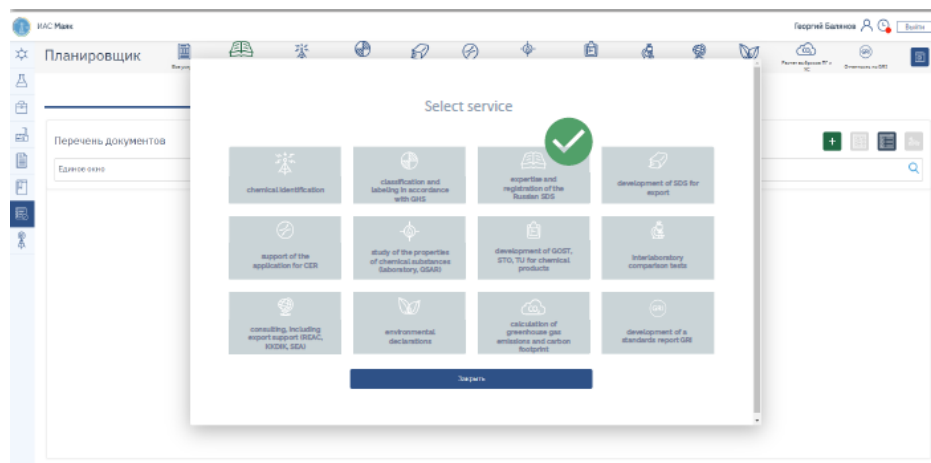 ИАС Маяк
Георгий Балянов
Выйти
Планировщик
Select service
Перечень документов
Единое окно
chemical identification
classification and
labeling in accordance
with GHS
expertise and
registration of the
Russian SDS
development of SDS for
export
support of the
application for CER
study of the properties
of chemical substances
(laboratory, QSAR)
development of GOST,
STO, TU for chemical
products
interlaboratory
comparison tests
consulting, including
export support (REAC,
KKDIK, SEA)
environmental
declarations
CO₂
calculation of
greenhouse gas
emissions and carbon
footprint
GRI
development of a
standards report GRI
Закрыть